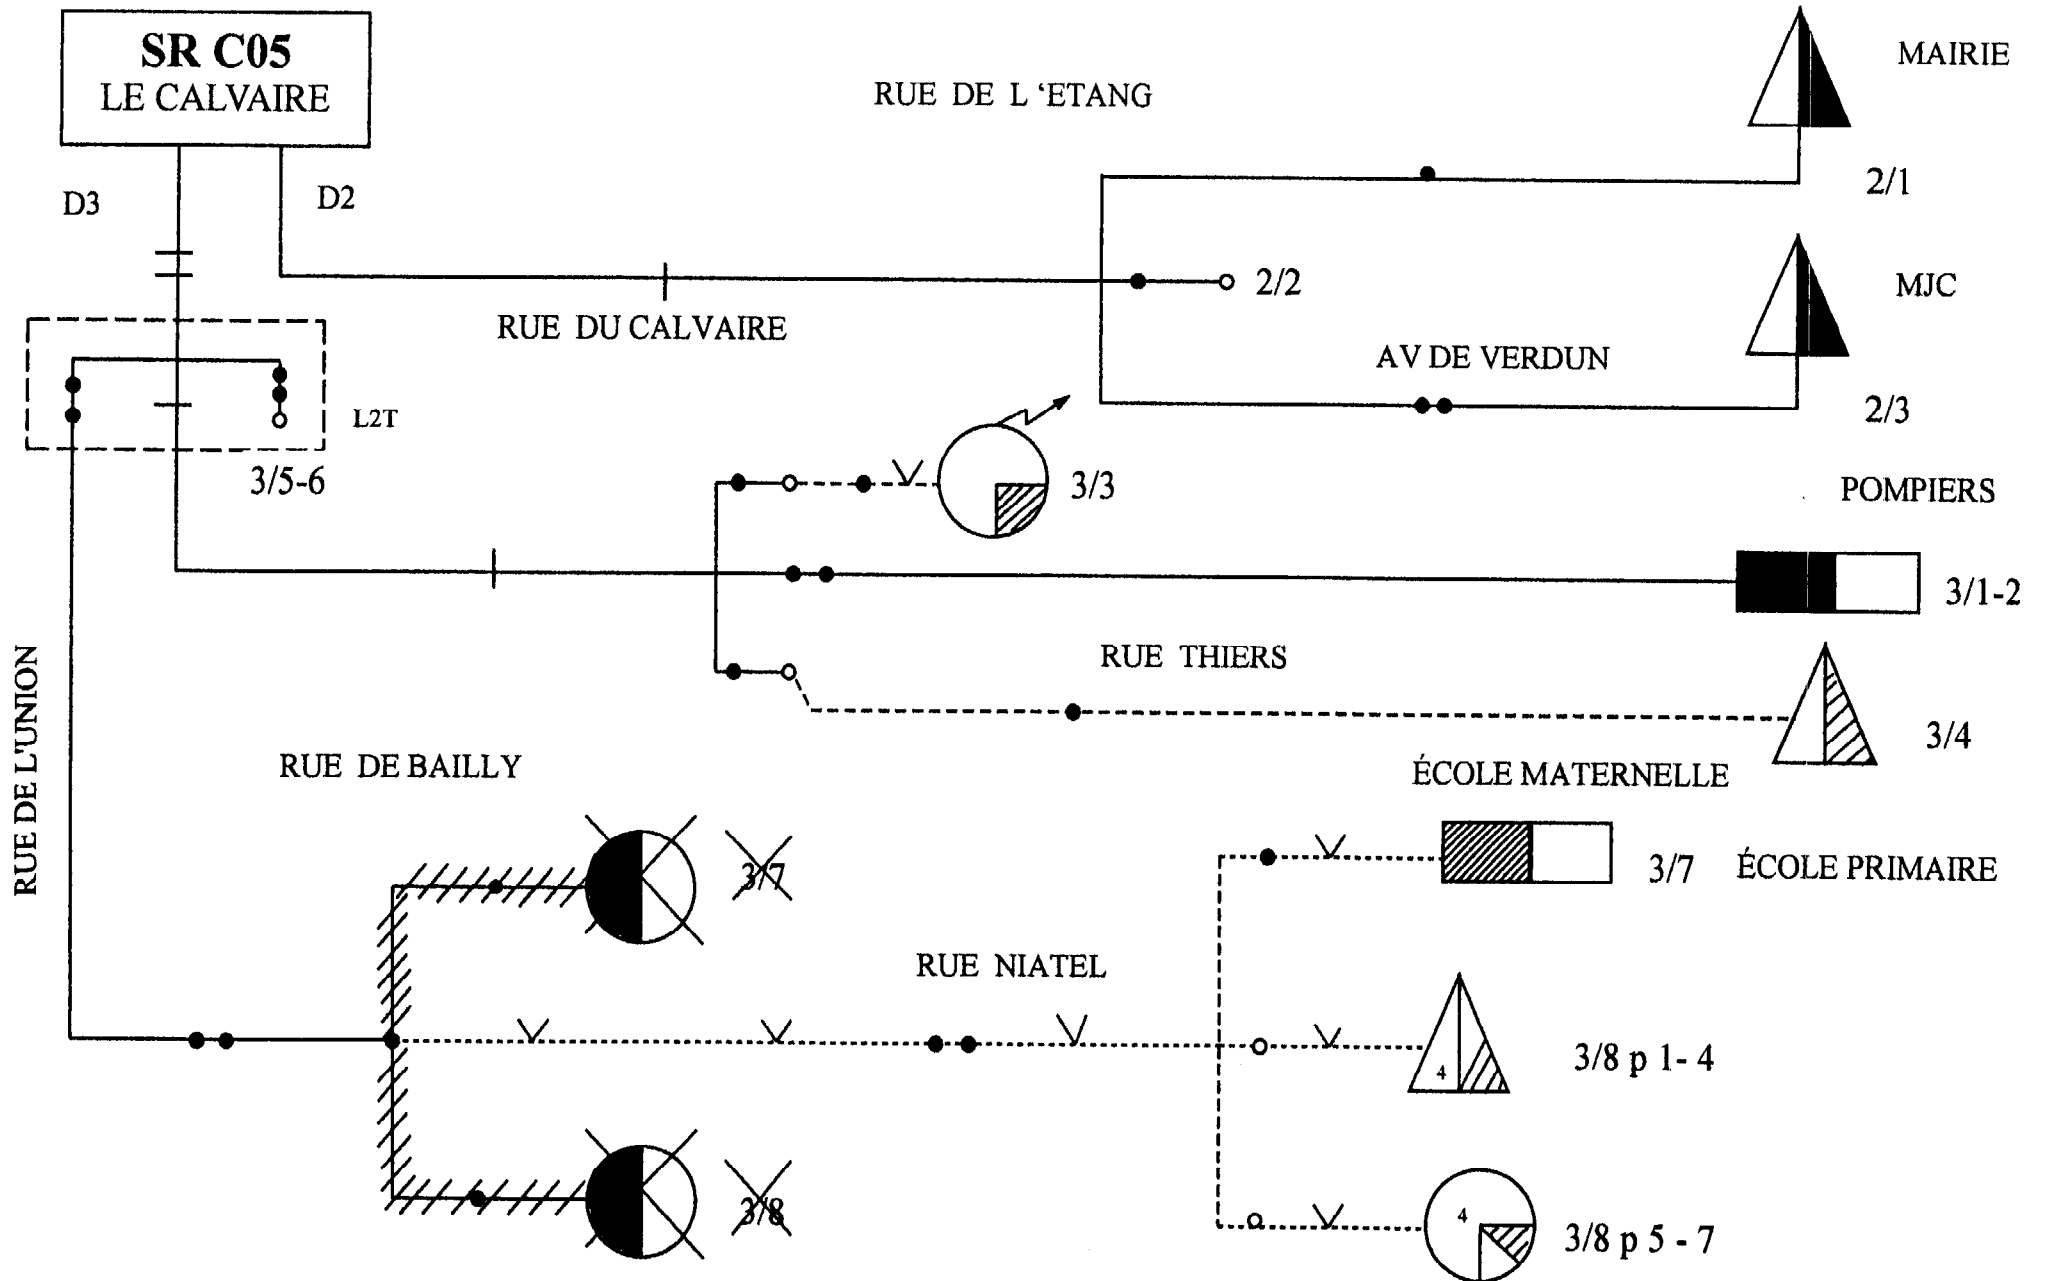 SR C05
LE CALVAIRE
D3
D2
RUE DE L 'ETANG
MAIRIE
2/1
2/2
RUE DU CALVAIRE
MJC
AV DE VERDUN
2/3
L2T
3/5-6
3/3
POMPIERS
3/1-2
RUE THIERS
3/4
RUE DE L'UNION
RUE DE BAILLY
ÉCOLE MATERNELLE
3/7
3/7
ÉCOLE PRIMAIRE
RUE NIATEL
4
3/8 p 1- 4
3/8
4
3/8 p 5 - 7